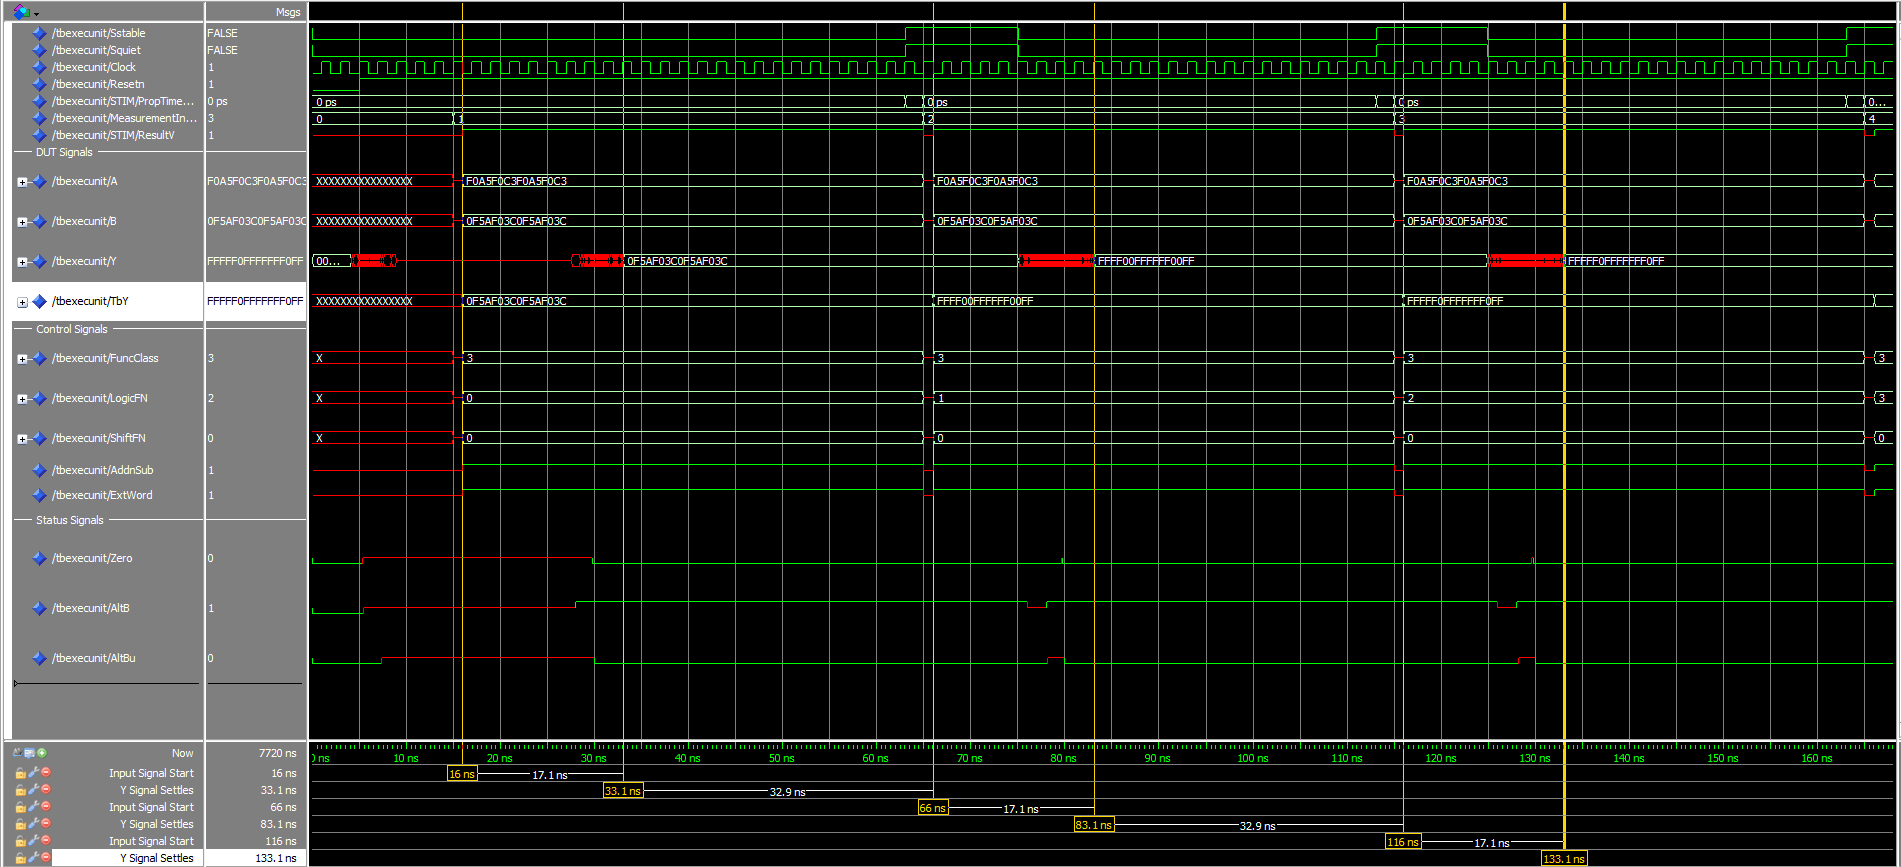 Msgs
/tbexecunit/Sstable FALSE
/tbexecunit/Squiet FALSE
/tbexecunit/Clock 1
/tbexecunit/Resetn 1
/tbexecunit/STIM/PropTime... 0 ps 0 ps 0 ps 0 ps 0...
/tbexecunit/MeasurementIn... 3 0 1 2 3 4
/tbexecunit/STIM/ResultV 1
DUT Signals
/tbexecunit/A F0A5F0C3F0A5F0C3 XXXXXXXXXXXXXXXX F0A5F0C3F0A5F0C3 F0A5F0C3F0A5F0C3 F0A5F0C3F0A5F0C3
/tbexecunit/B 0F5AF03C0F5AF03C XXXXXXXXXXXXXXXX 0F5AF03C0F5AF03C 0F5AF03C0F5AF03C 0F5AF03C0F5AF03C
/tbexecunit/Y FFFFF0FFFFFFF0FF 00... 0F5AF03C0F5AF03C FFFF00FFFFFF00FF FFFFF0FFFFFFF0FF
/tbexecunit/TbY FFFFF0FFFFFFF0FF XXXXXXXXXXXXXXXX 0F5AF03C0F5AF03C FFFF00FFFFFF00FF FFFFF0FFFFFFF0FF
Control Signals
/tbexecunit/FuncClass 3 X 3 3 3 3
/tbexecunit/LogicFN 2 X 0 1 2 3
/tbexecunit/ShiftFN 0 X 0 0 0 0
/tbexecunit/AddnSub 1
/tbexecunit/ExtWord 1
Status Signals
/tbexecunit/Zero 0
/tbexecunit/AltB 1
/tbexecunit/AltBu 0
Now 7720 ns 0 ns 10 ns 20 ns 30 ns 40 ns 50 ns 60 ns 70 ns 80 ns 90 ns 100 ns 110 ns 120 ns 130 ns 140 ns 150 ns 160 ns
Input Signal Start 16 ns 16 ns 17.1 ns
Y Signal Settles 33.1 ns 33.1 ns 32.9 ns
Input Signal Start 66 ns 66 ns 17.1 ns
Y Signal Settles 83.1 ns 83.1 ns 32.9 ns
Input Signal Start 116 ns 116 ns 17.1 ns
Y Signal Settles 133.1 ns 133.1 ns